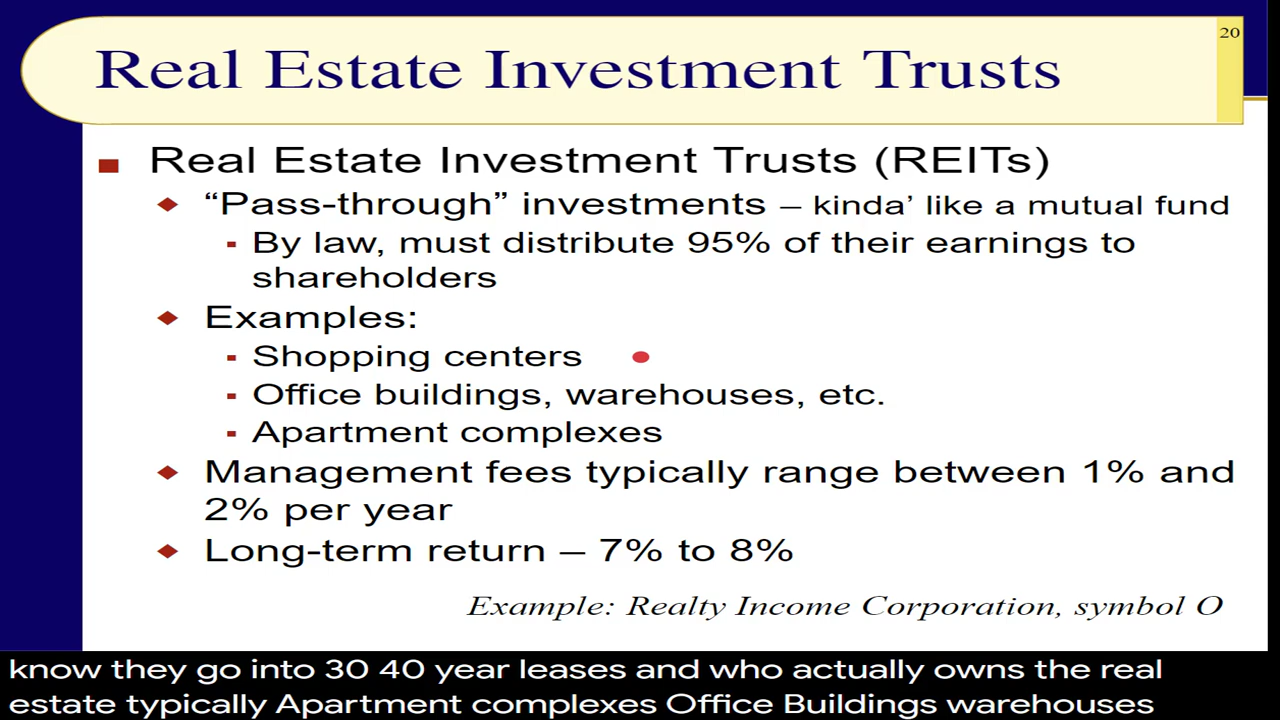 20
Real Estate Investment Trusts
Real Estate Investment Trusts (REITs)
“Pass-through” investments – kinda’ like a mutual fund
By law, must distribute 95% of their earnings to
shareholders
Examples:
Shopping centers
Office buildings, warehouses, etc.
Apartment complexes
Management fees typically range between 1% and
2% per year
Long-term return – 7% to 8%
Example: Realty Income Corporation, symbol O
know they go into 30 40 year leases and who actually owns the real
estate typically Apartment complexes Office Buildings warehouses